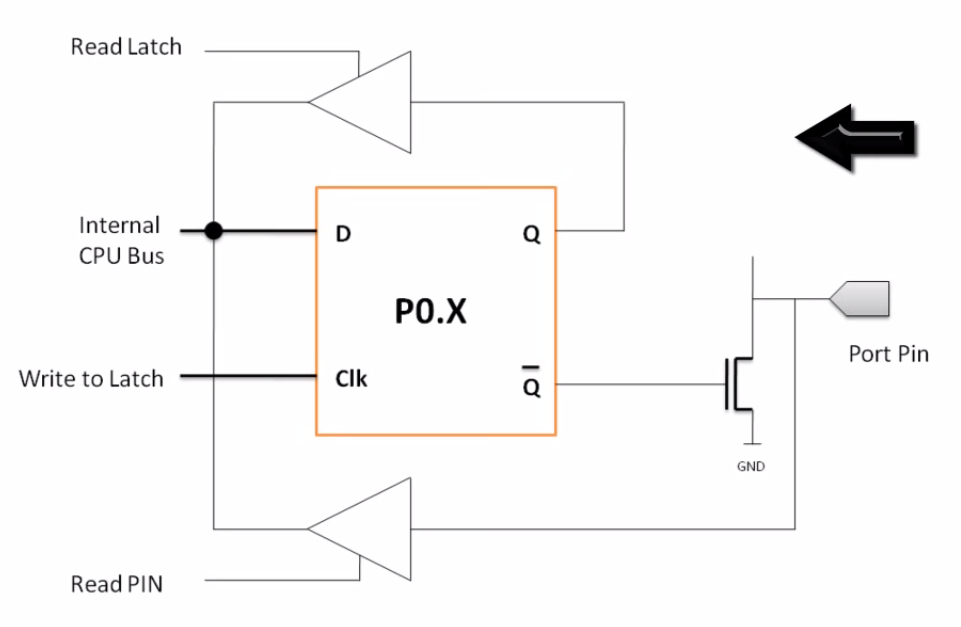 Read Latch
Internal
CPU Bus
D
Q
P0.X
Port Pin
Write to Latch
Clk
Q̅
GND
Read PIN